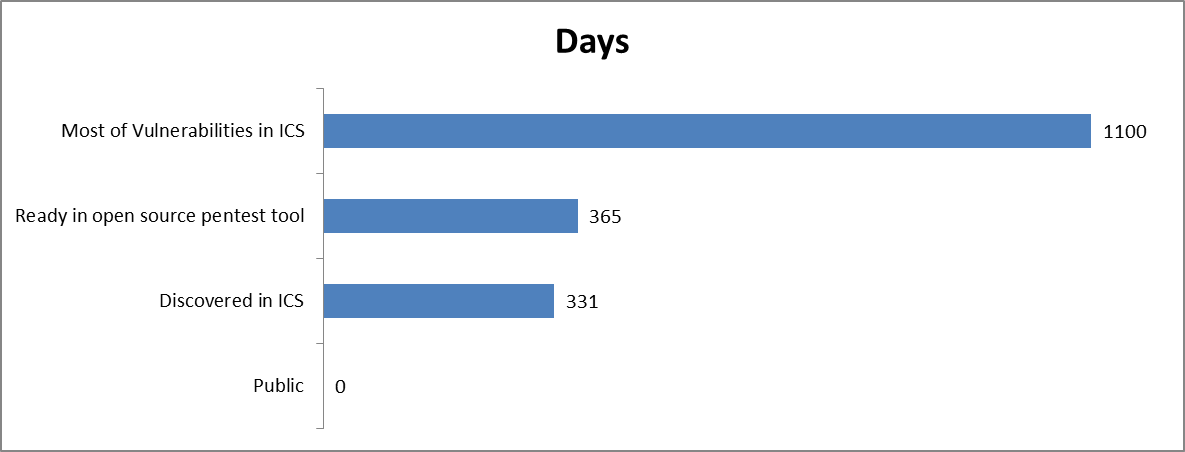 Days
Most of Vulnerabilities in ICS 1100
Ready in open source pentest tool 365
Discovered in ICS 331
Public 0